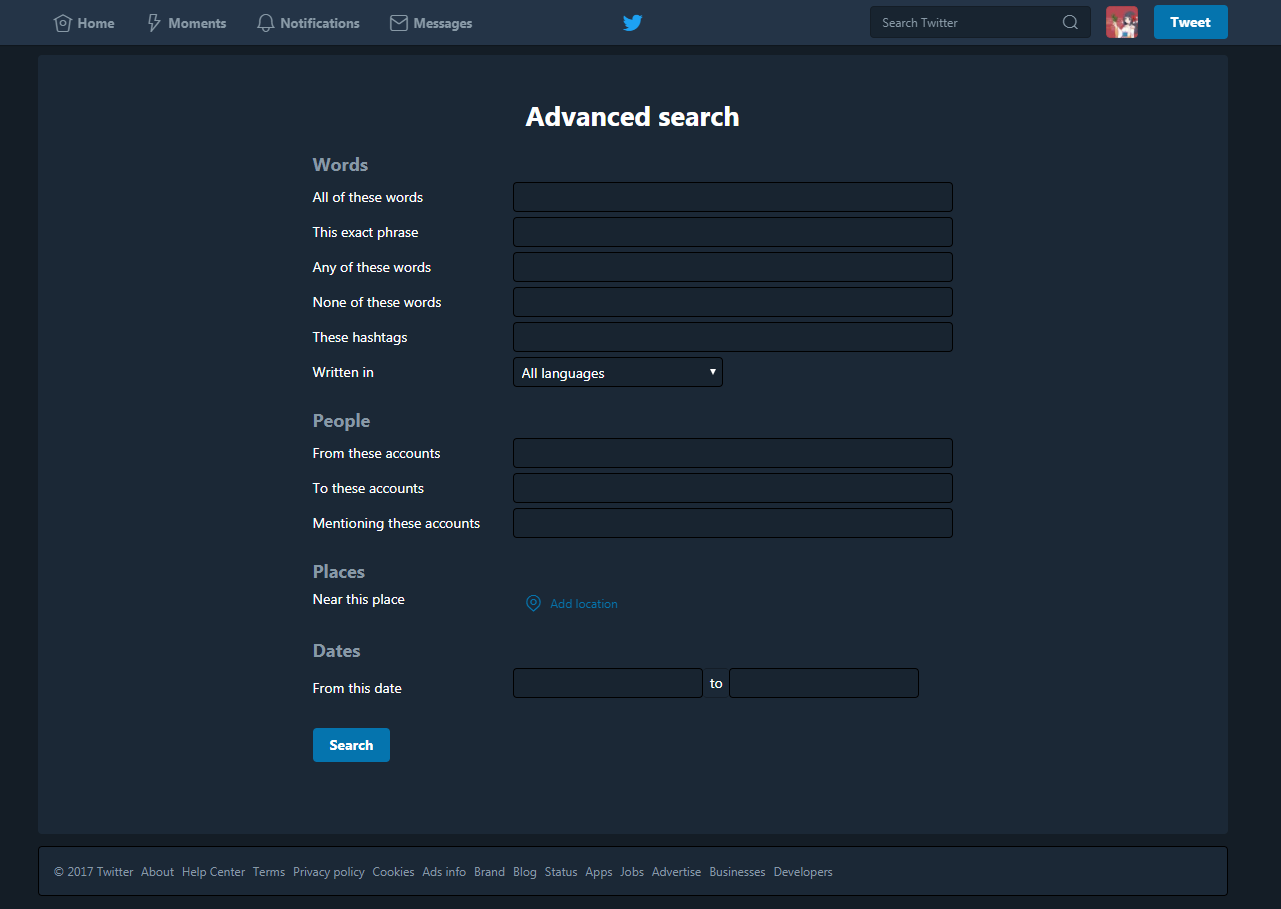 Home Moments Notifications Messages Search Twitter Tweet
Advanced search
Words
All of these words
This exact phrase
Any of these words
None of these words
These hashtags
Written in All languages
People
From these accounts
To these accounts
Mentioning these accounts
Places
Near this place Add location
Dates
From this date to
Search
© 2017 Twitter About Help Center Terms Privacy policy Cookies Ads info Brand Blog Status Apps Jobs Advertise Businesses Developers